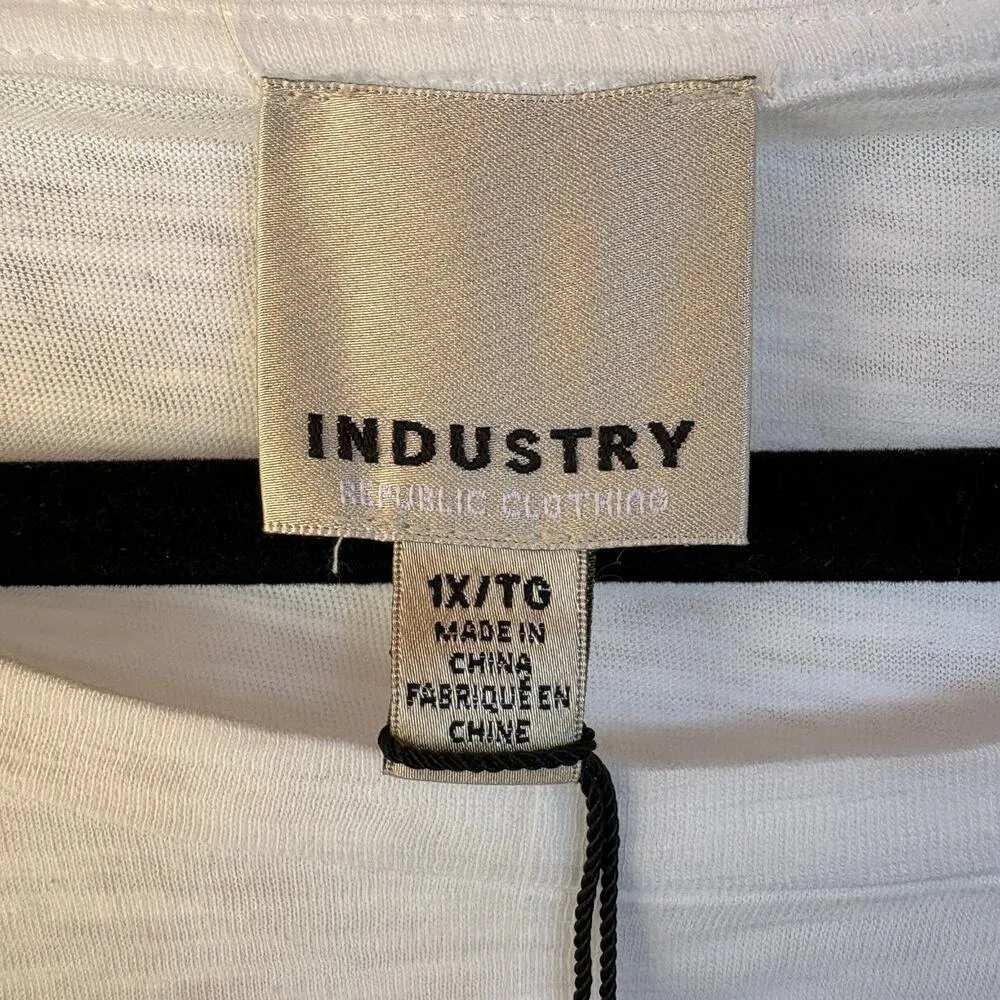 INDUSTRY
REPUBLIC CLOTHING
1X/TG
MADE IN
CHINA
FABRIQUÉ EN
CHINE